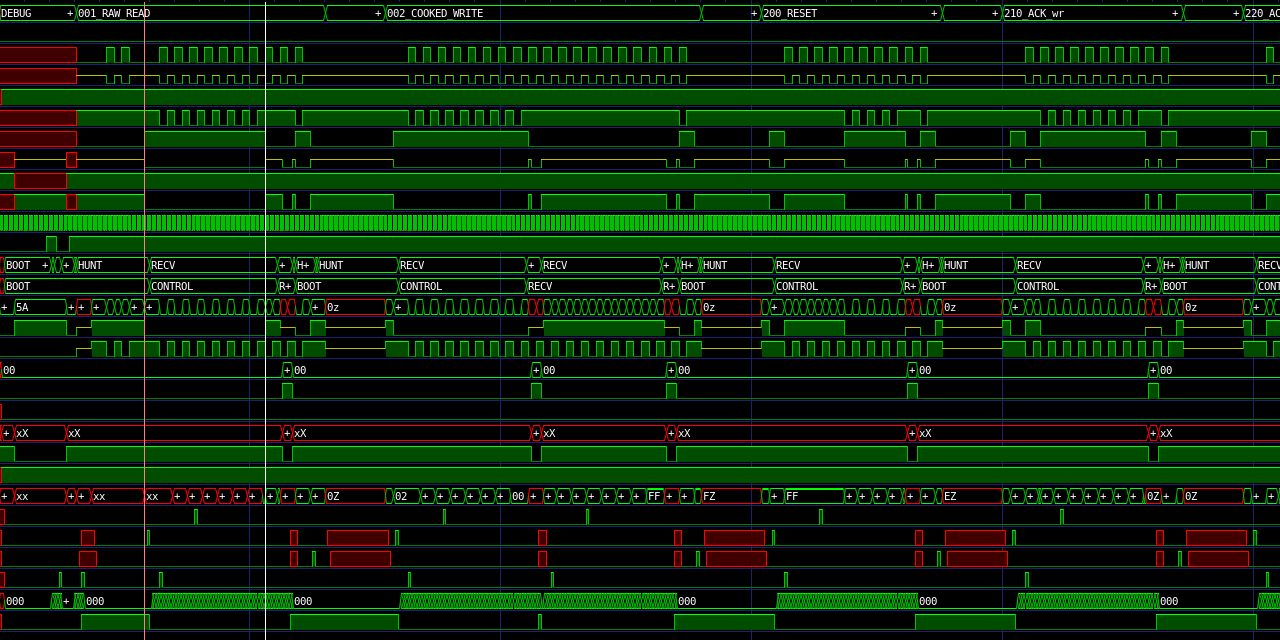 DEBUG 001_RAW_READ + 002_COOKED_WRITE + 200_RESET + 210_ACK_wr + 220_AC
BOOT + + HUNT RECV + H+ HUNT RECV + RECV + H+ HUNT RECV + H+ HUNT RECV + H+ HUNT RECV
BOOT CONTROL R+ BOOT CONTROL RECV R+ BOOT CONTROL R+ BOOT CONTROL R+ BOOT CONT
+ 5A + + + + + + 0z + 0z + 0z + 0z +
00 + 00 + 00 + 00 + 00 + 00
+ xX xX + xX + xX + xX + xX + xX
+ xx + + xx xx + + + + + + + + + + 0Z 02 + + + + + + 00 + + + + + + + + FF + + FZ + FF + + + + + + EZ + + + + + + + + + 0Z + 0Z + +
000 + 000 000 000 000 000